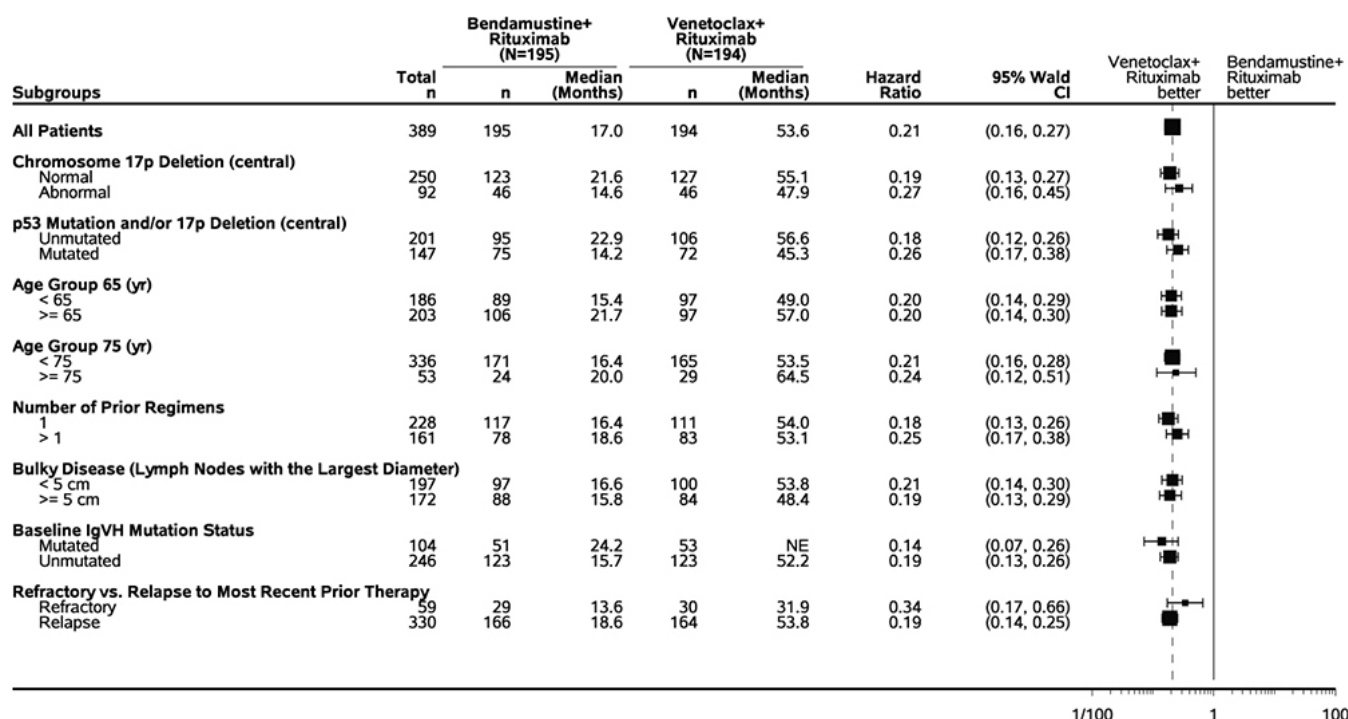 Bendamustine+ Rituximab (N=195) Venetoclax+ Rituximab (N=194)
Subgroups Total n n Median (Months) n Median (Months) Hazard Ratio 95% Wald CI Venetoclax+ Rituximab better Bendamustine+ Rituximab better
All Patients 389 195 17.0 194 53.6 0.21 (0.16, 0.27)
Chromosome 17p Deletion (central)
Normal 250 123 21.6 127 55.1 0.19 (0.13, 0.27)
Abnormal 92 46 14.6 46 47.9 0.27 (0.16, 0.45)
p53 Mutation and/or 17p Deletion (central)
Unmutated 201 95 22.9 106 56.6 0.18 (0.12, 0.26)
Mutated 147 75 14.2 72 45.3 0.26 (0.17, 0.38)
Age Group 65 (yr)
< 65 186 89 15.4 97 49.0 0.20 (0.14, 0.29)
>= 65 203 106 21.7 97 57.0 0.20 (0.14, 0.30)
Age Group 75 (yr)
< 75 336 171 16.4 165 53.5 0.21 (0.16, 0.28)
>= 75 53 24 20.0 29 64.5 0.24 (0.12, 0.51)
Number of Prior Regimens
1 228 117 16.4 111 54.0 0.18 (0.13, 0.26)
> 1 161 78 18.6 83 53.1 0.25 (0.17, 0.38)
Bulky Disease (Lymph Nodes with the Largest Diameter)
< 5 cm 197 97 16.6 100 53.8 0.21 (0.14, 0.30)
>= 5 cm 172 88 15.8 84 48.4 0.19 (0.13, 0.29)
Baseline IgVH Mutation Status
Mutated 104 51 24.2 53 NE 0.14 (0.07, 0.26)
Unmutated 246 123 15.7 123 52.2 0.19 (0.13, 0.26)
Refractory vs. Relapse to Most Recent Prior Therapy
Refractory 59 29 13.6 30 31.9 0.34 (0.17, 0.66)
Relapse 330 166 18.6 164 53.8 0.19 (0.14, 0.25)
1/100 1 100